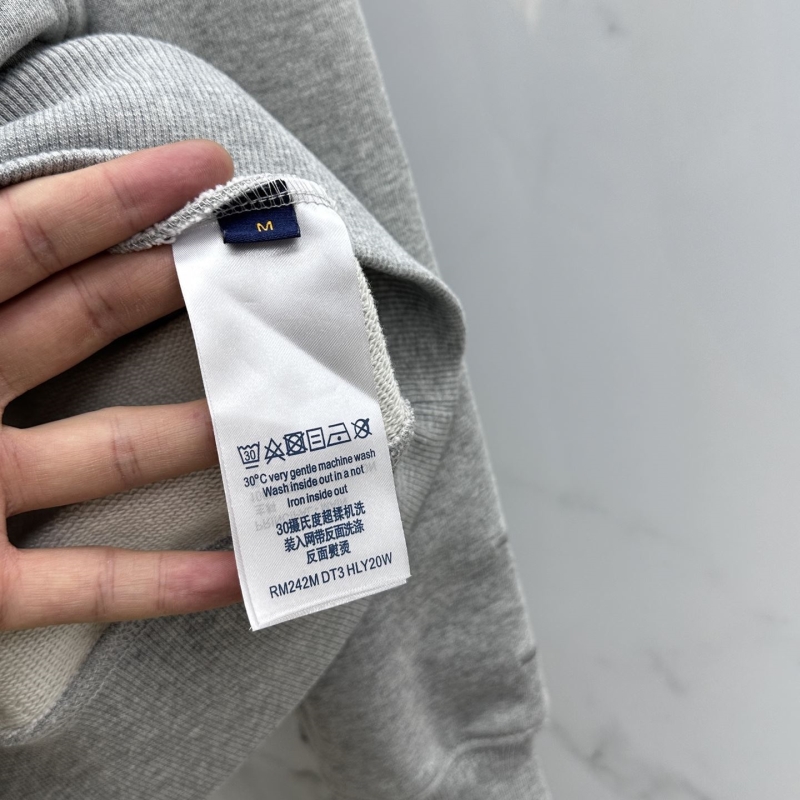 M
30
30°C very gentle machine wash
Wash inside out in a not
Iron inside out
30摄氏度超揉机洗
装入网带反面洗涤
反面熨烫
RM242M DT3 HLY20W